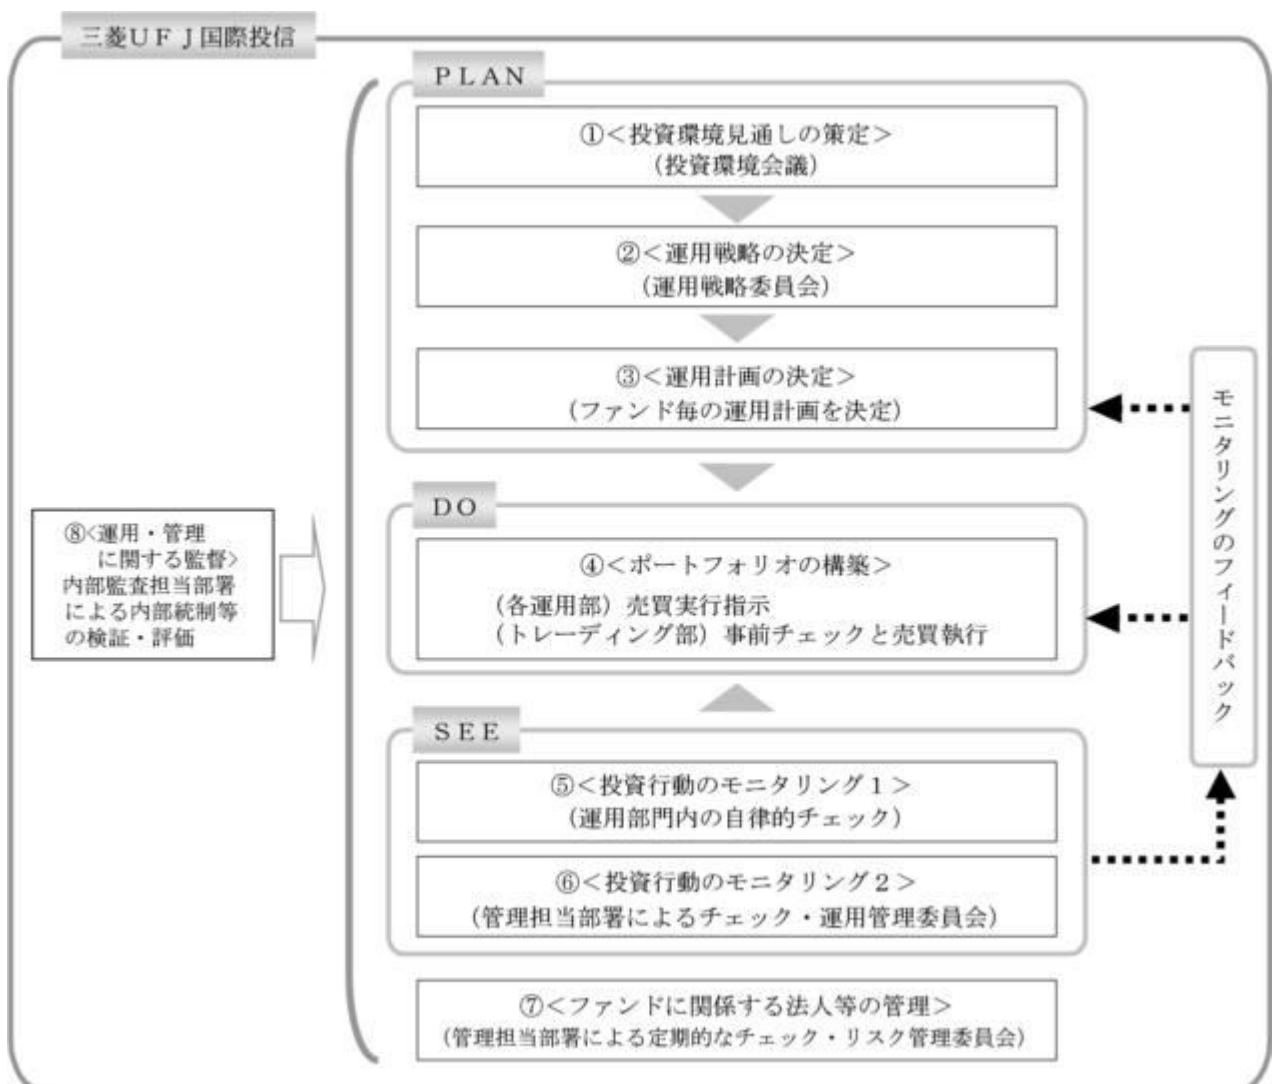 三菱ＵＦＪ国際投信
ＰＬＡＮ
①＜投資環境見通しの策定＞
（投資環境会議）
②＜運用戦略の決定＞
（運用戦略委員会）
③＜運用計画の決定＞
（ファンド毎の運用計画を決定）
ＤＯ
④＜ポートフォリオの構築＞
（各運用部）売買実行指示
（トレーディング部）事前チェックと売買執行
ＳＥＥ
⑤＜投資行動のモニタリング１＞
（運用部門内の自律的チェック）
⑥＜投資行動のモニタリング２＞
（管理担当部署によるチェック・運用管理委員会）
⑦＜ファンドに関係する法人等の管理＞
（管理担当部署による定期的なチェック・リスク管理委員会）
⑧<運用・管理
に関する監督>
内部監査担当部署
による内部統制等
の検証・評価
モニタリングのフィードバック